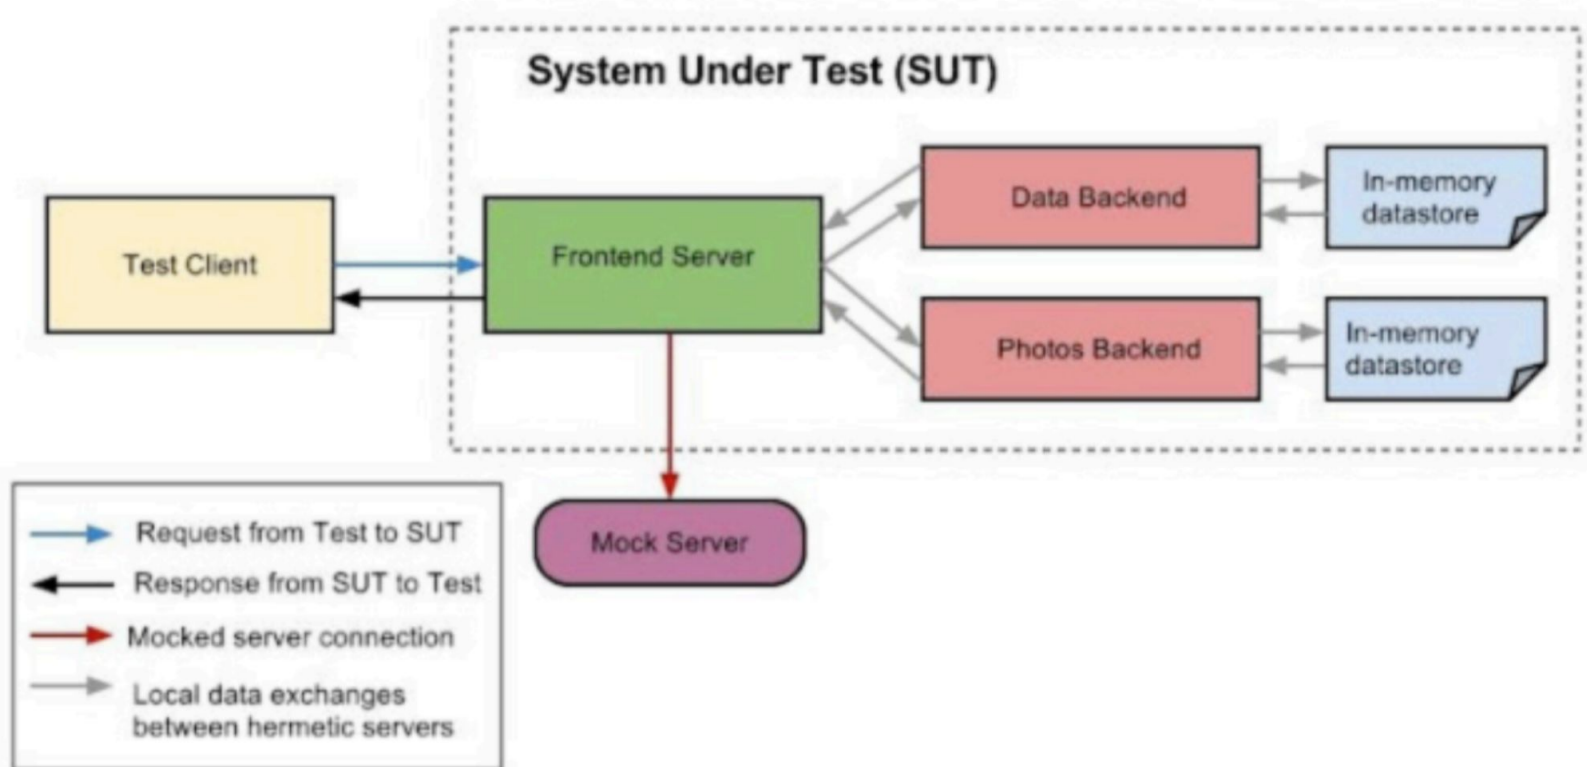 System Under Test (SUT)
Test Client
Frontend Server
Data Backend
In-memory
datastore
Photos Backend
In-memory
datastore
Mock Server
Request from Test to SUT
Response from SUT to Test
Mocked server connection
Local data exchanges
between hermetic servers